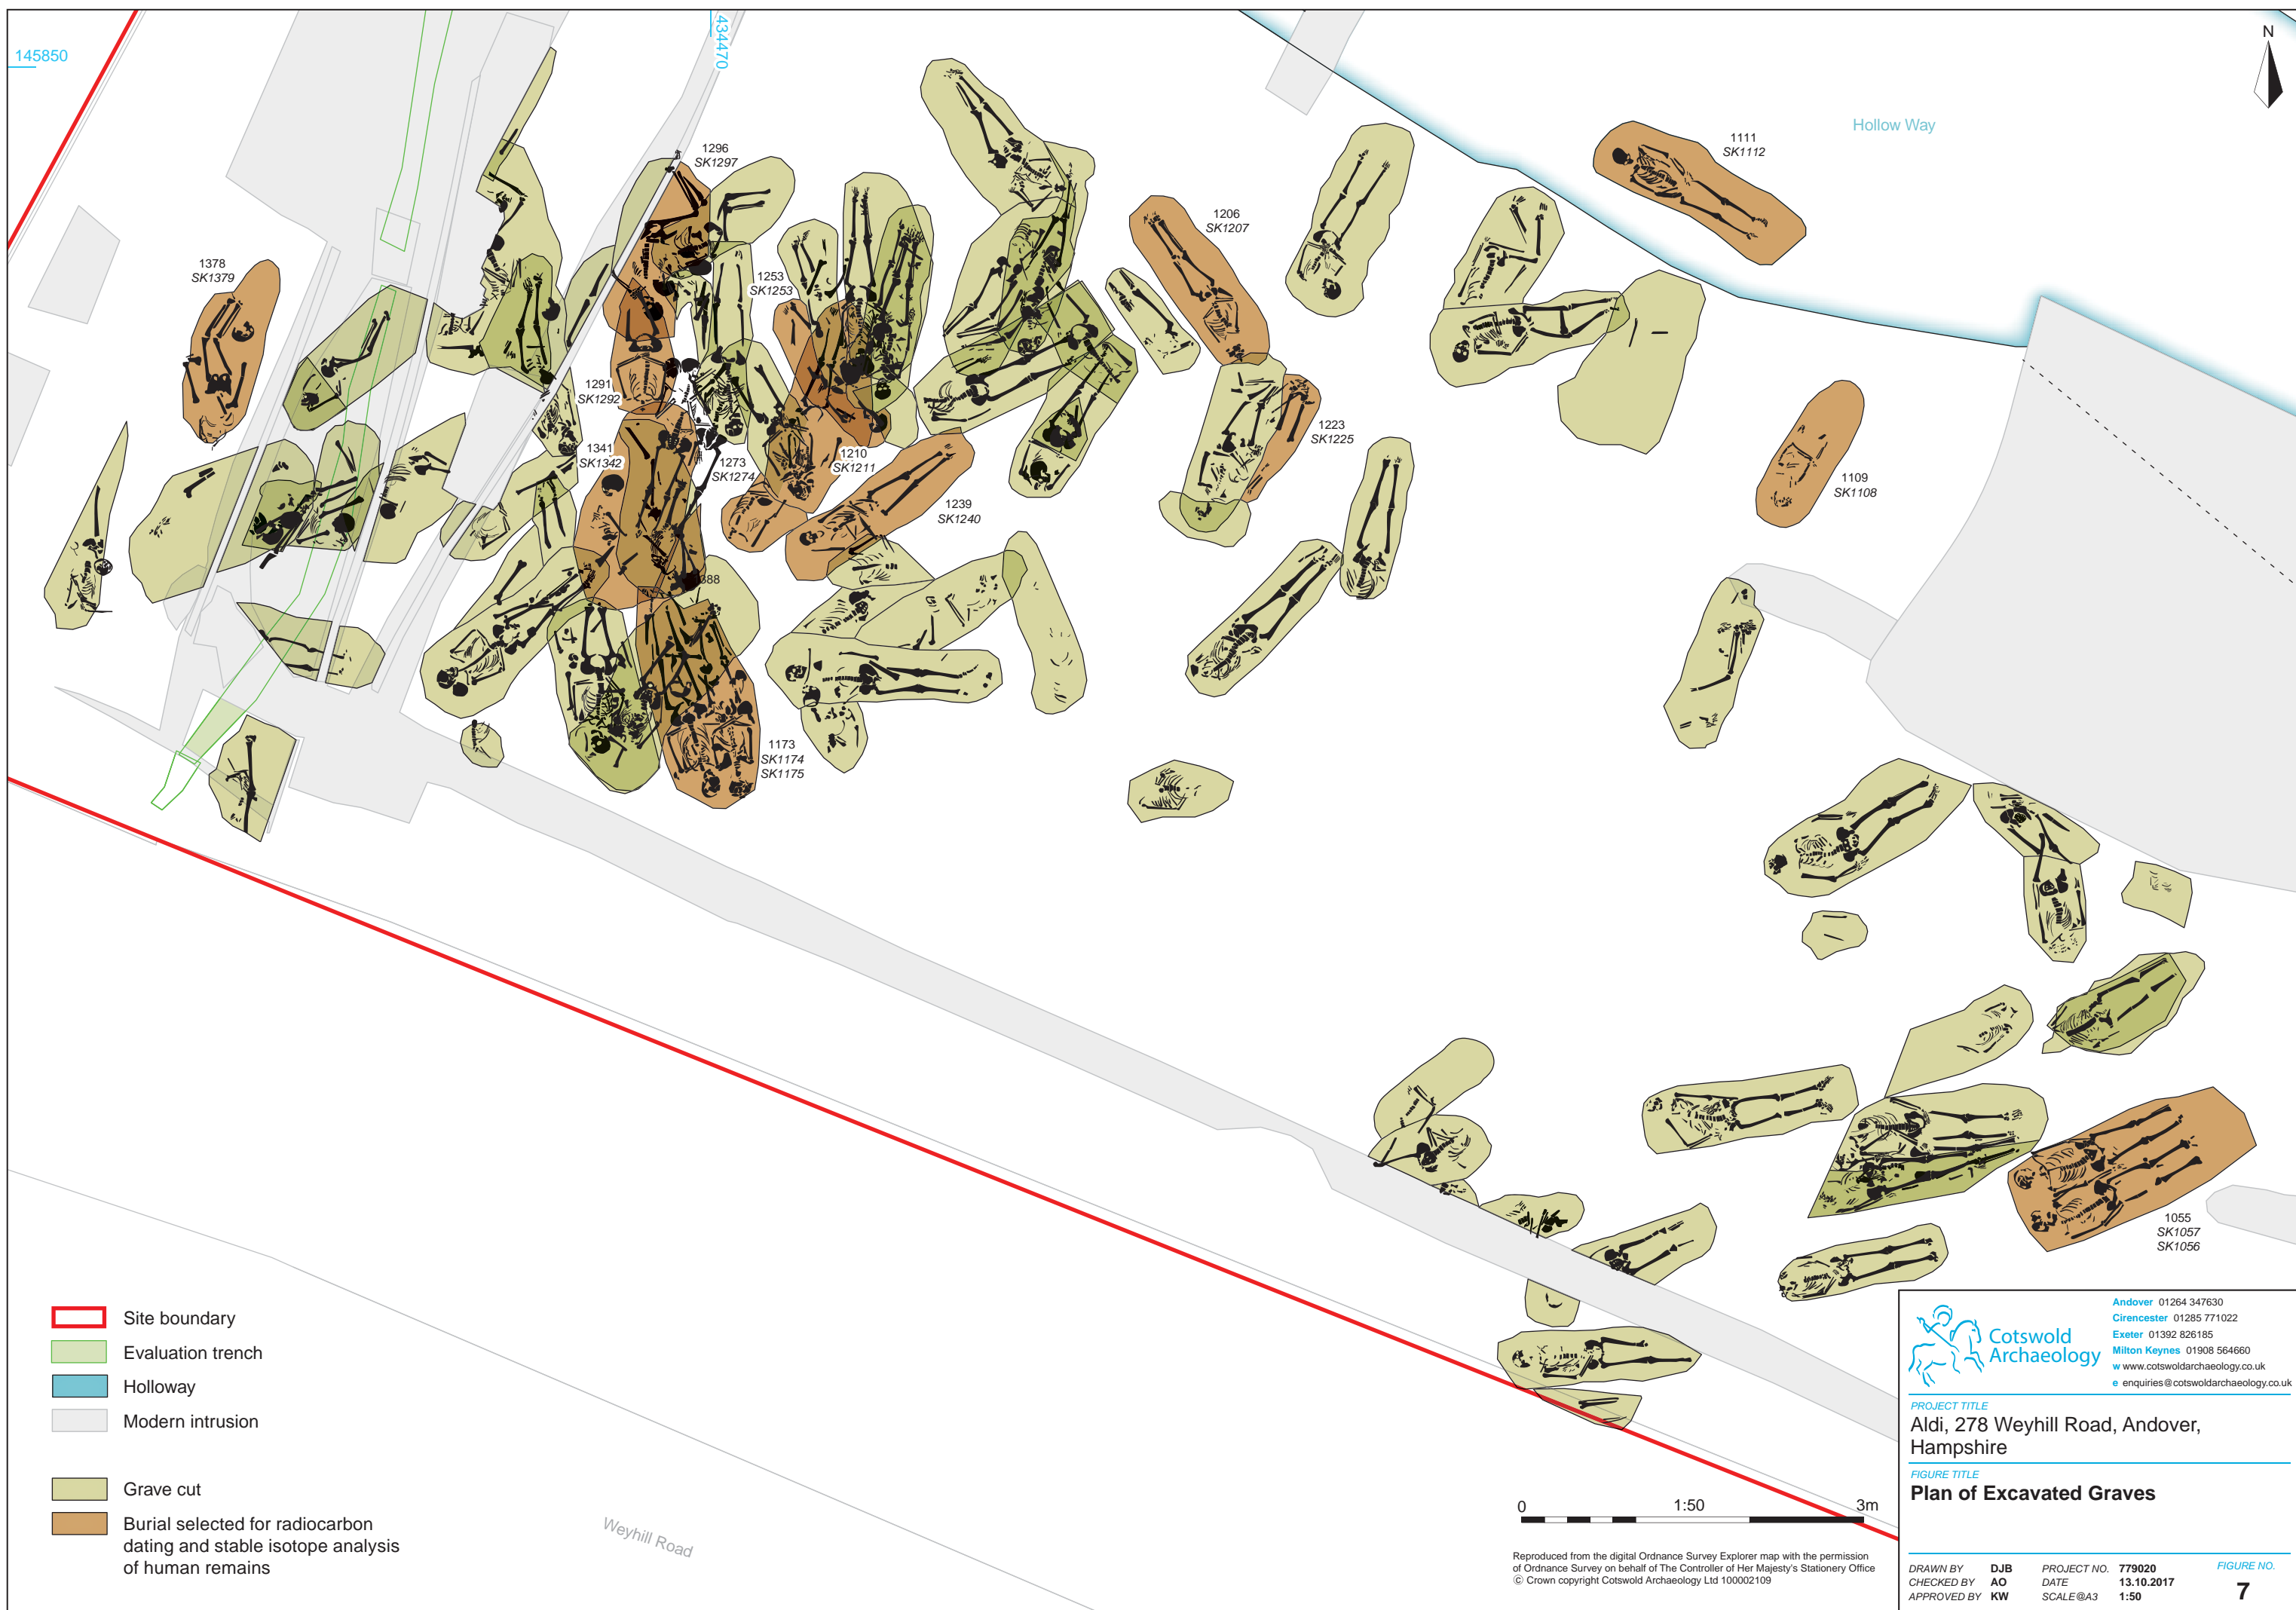 145850
434470
N
Hollow Way
1111
SK1112
1296
SK1297
1206
SK1207
1378
SK1379
1253
SK1253
1291
SK1292
1223
SK1225
1341
SK1342
1273
SK1274
1210
SK1211
1109
SK1108
1239
SK1240
1173
SK1174
SK1175
1055
SK1057
SK1056
Site boundary
Evaluation trench
Holloway
Modern intrusion
Grave cut
Burial selected for radiocarbon
dating and stable isotope analysis
of human remains
Weyhill Road
0 1:50 3m
Reproduced from the digital Ordnance Survey Explorer map with the permission
of Ordnance Survey on behalf of The Controller of Her Majesty's Stationery Office
© Crown copyright Cotswold Archaeology Ltd 100002109
Cotswold
Archaeology
Andover 01264 347630
Cirencester 01285 771022
Exeter 01392 826185
Milton Keynes 01908 564660
w www.cotswoldarchaeology.co.uk
e enquiries@cotswoldarchaeology.co.uk
PROJECT TITLE
Aldi, 278 Weyhill Road, Andover,
Hampshire
FIGURE TITLE
Plan of Excavated Graves
DRAWN BY DJB PROJECT NO. 779020 FIGURE NO.
CHECKED BY AO DATE 13.10.2017 7
APPROVED BY KW SCALE@A3 1:50